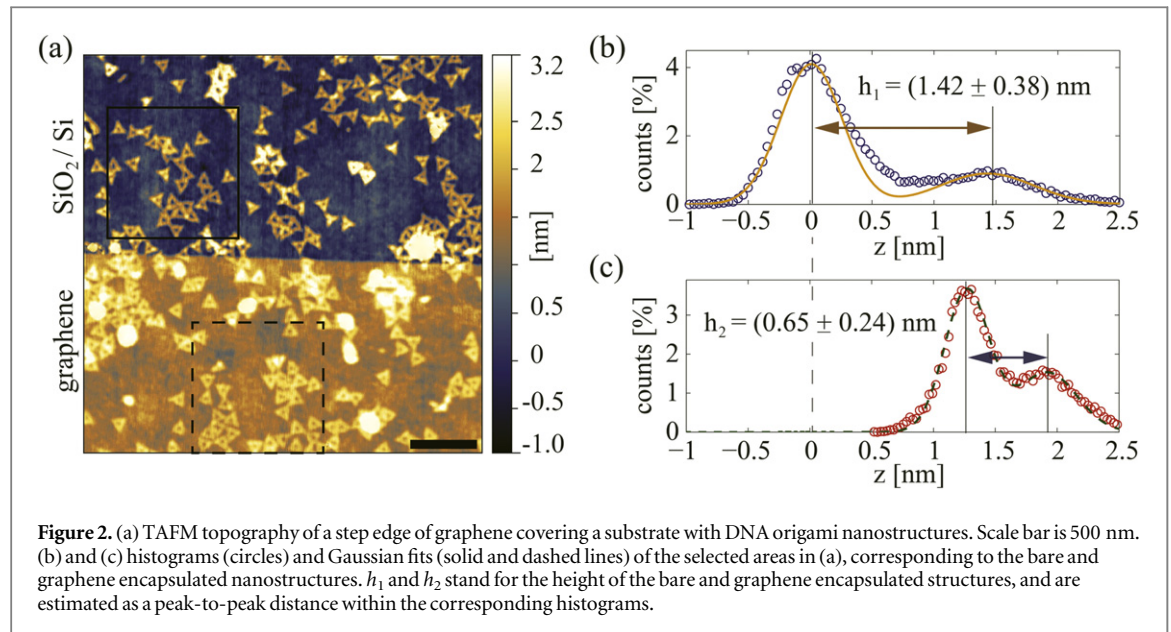 (a)
SiO2 / Si
graphene
3.2
2.5
2
[nm]
0.5
0
-0.5
-1.0
(b)
counts [%]
4
2
0
h1 = (1.42 ± 0.38) nm
−1 −0.5 0 0.5 1 1.5 2 2.5
z [nm]
(c)
counts [%]
3
2
1
0
h2 = (0.65 ± 0.24) nm
−1 −0.5 0 0.5 1 1.5 2 2.5
z [nm]
Figure 2. (a) TAFM topography of a step edge of graphene covering a substrate with DNA origami nanostructures. Scale bar is 500 nm.
(b) and (c) histograms (circles) and Gaussian fits (solid and dashed lines) of the selected areas in (a), corresponding to the bare and
graphene encapsulated nanostructures. h1 and h2 stand for the height of the bare and graphene encapsulated structures, and are
estimated as a peak-to-peak distance within the corresponding histograms.